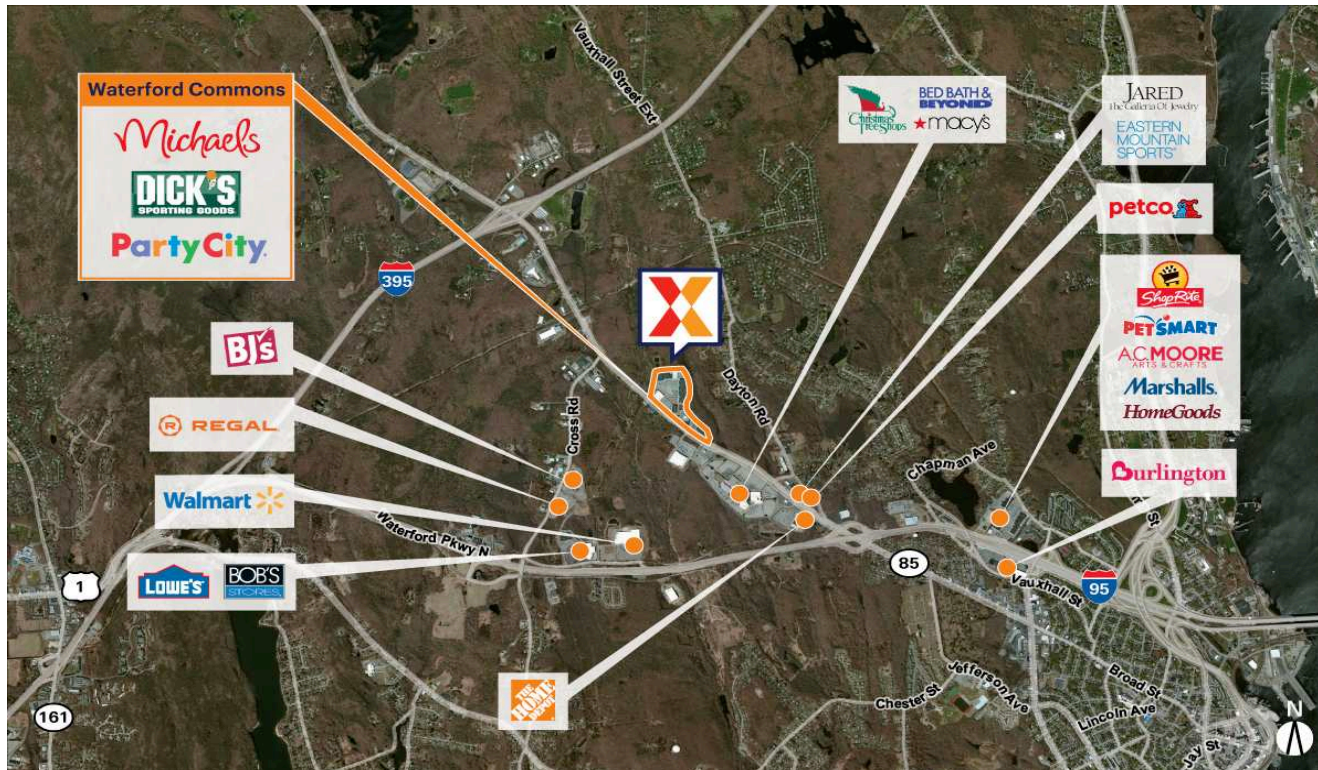 Waterford Commons
Michaels
DICK'S
SPORTING GOODS
Party City
BJ's
REGAL
Walmart
LOWE'S
BOB'S
STORES
THE
HOME
DEPOT
Christmas
Tree Shops
BED BATH &
BEYOND
macy's
JARED
The Galleria Of Jewelry
EASTERN
MOUNTAIN
SPORTS
petco
ShopRite
PETSMART
A.C.MOORE
ARTS & CRAFTS
Marshalls.
HomeGoods
Burlington
Vauxhall Street Ext
395
Dayton Rd
Cross Rd
Chapman Ave
Waterford Pkwy N
1
161
85
95
Vauxhall St
Jefferson Ave
Chester St
Broad St
Lincoln Ave
Jay St
N